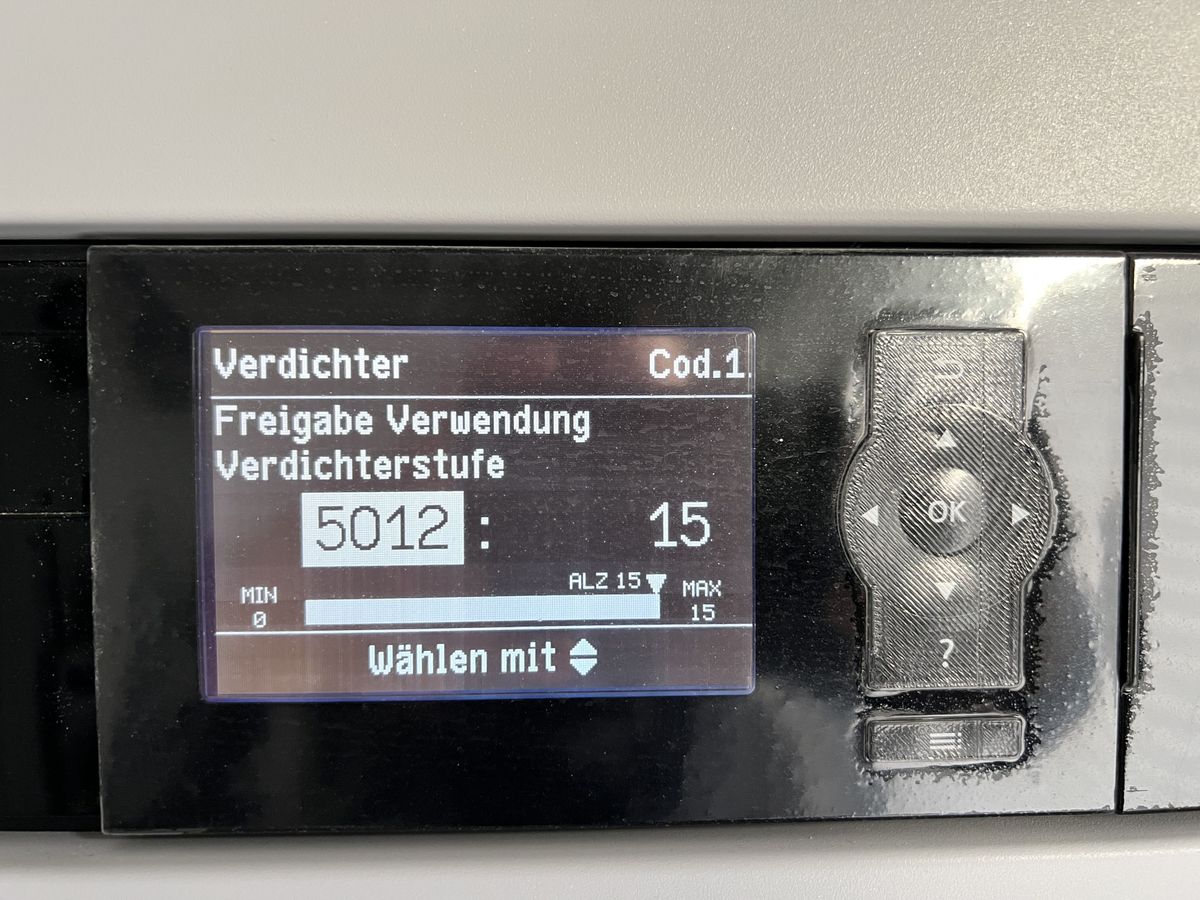 Verdichter Cod.1.
Freigabe Verwendung
Verdichterstufe
5012 : 15
ALZ 15
MIN MAX
0 15
Wählen mit
OK
?